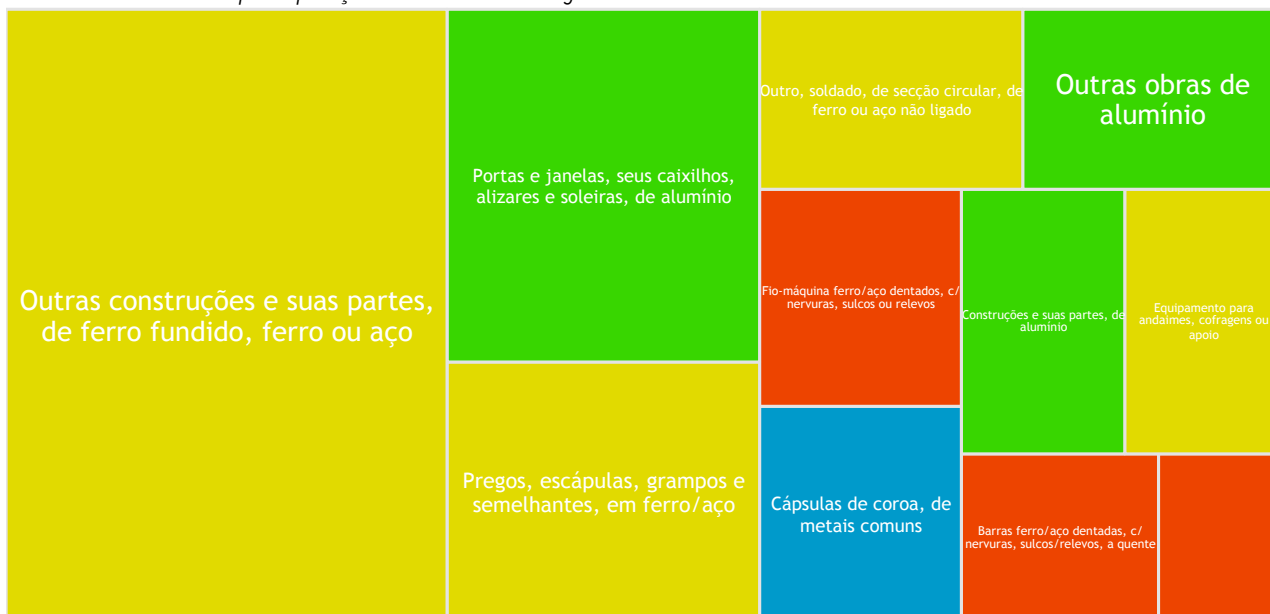 Outras construções e suas partes,
de ferro fundido, ferro ou aço
Portas e janelas, seus caixilhos,
alizares e soleiras, de alumínio
Pregos, escápulas, grampos e
semelhantes, em ferro/aço
Outro, soldado, de secção circular, de
ferro ou aço não ligado
Outras obras de
alumínio
Fio-máquina ferro/aço dentados, c/
nervuras, sulcos ou relevos
Construções e suas partes, de
alumínio
Equipamento para
andaimes, cofragens ou
apoio
Cápsulas de coroa, de
metais comuns
Barras ferro/aço dentadas, c/
nervuras, sulcos/relevos, a quente